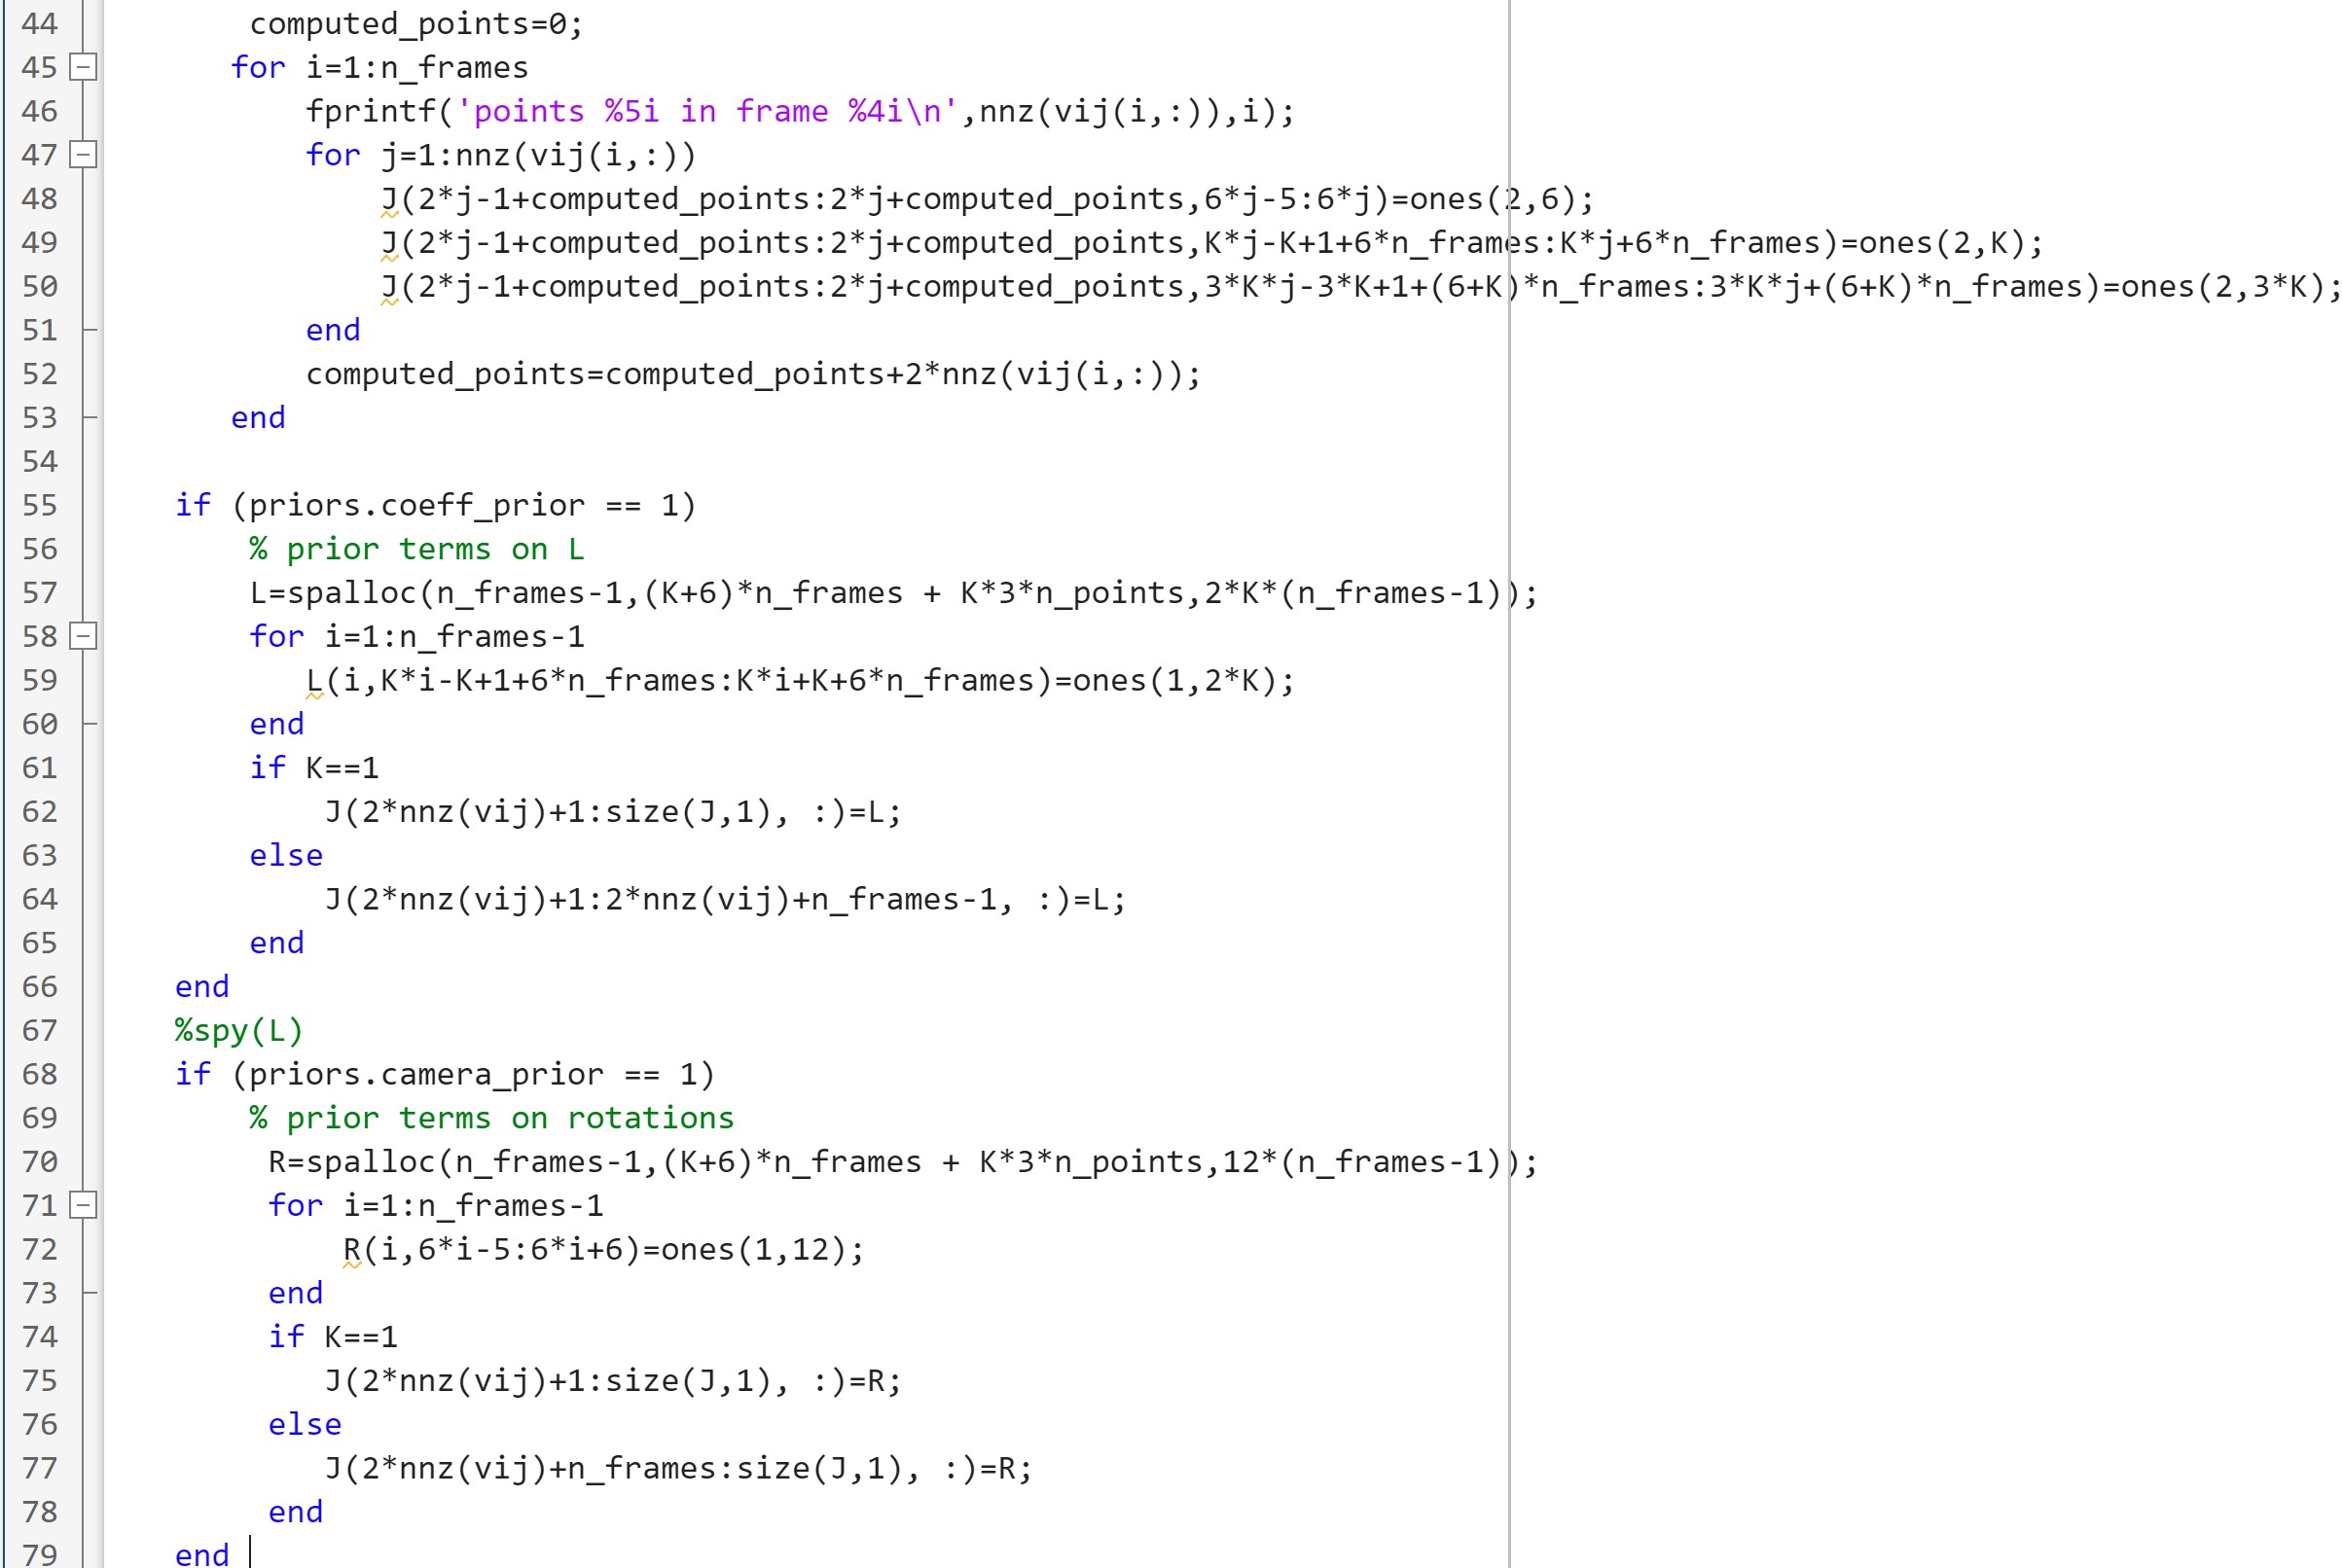 44 computed_points=0;
45 for i=1:n_frames
46 fprintf('points %5i in frame %4i\n',nnz(vij(i,:)),i);
47 for j=1:nnz(vij(i,:))
48 J(2*j-1+computed_points:2*j+computed_points,6*j-5:6*j)=ones(2,6);
49 J(2*j-1+computed_points:2*j+computed_points,K*j-K+1+6*n_frames:K*j+6*n_frames)=ones(2,K);
50 J(2*j-1+computed_points:2*j+computed_points,3*K*j-3*K+1+(6+K)*n_frames:3*K*j+(6+K)*n_frames)=ones(2,3*K);
51 end
52 computed_points=computed_points+2*nnz(vij(i,:));
53 end
54
55 if (priors.coeff_prior == 1)
56 % prior terms on L
57 L=spalloc(n_frames-1,(K+6)*n_frames + K*3*n_points,2*K*(n_frames-1));
58 for i=1:n_frames-1
59 L(i,K*i-K+1+6*n_frames:K*i+K+6*n_frames)=ones(1,2*K);
60 end
61 if K==1
62 J(2*nnz(vij)+1:size(J,1), :)=L;
63 else
64 J(2*nnz(vij)+1:2*nnz(vij)+n_frames-1, :)=L;
65 end
66 end
67 %spy(L)
68 if (priors.camera_prior == 1)
69 % prior terms on rotations
70 R=spalloc(n_frames-1,(K+6)*n_frames + K*3*n_points,12*(n_frames-1));
71 for i=1:n_frames-1
72 R(i,6*i-5:6*i+6)=ones(1,12);
73 end
74 if K==1
75 J(2*nnz(vij)+1:size(J,1), :)=R;
76 else
77 J(2*nnz(vij)+n_frames:size(J,1), :)=R;
78 end
79 end